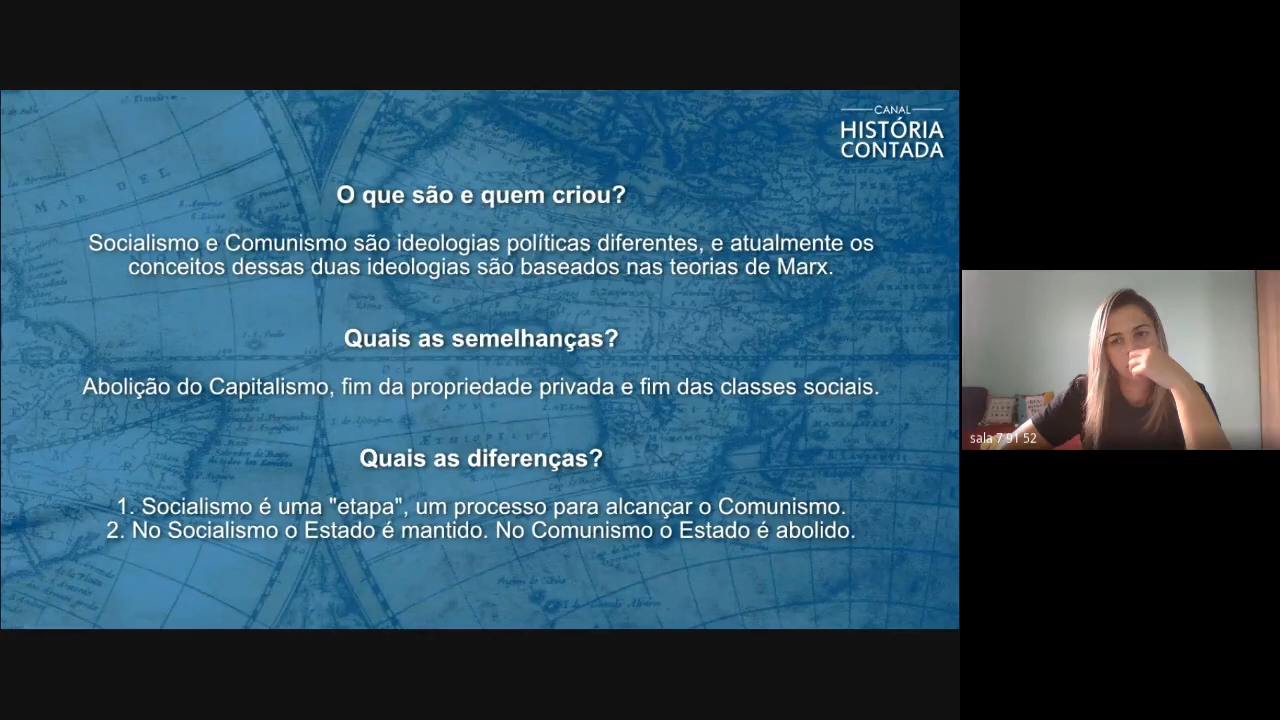 CANAL
HISTÓRIA
CONTADA
O que são e quem criou?
Socialismo e Comunismo são ideologias políticas diferentes, e atualmente os
conceitos dessas duas ideologias são baseados nas teorias de Marx.
Quais as semelhanças?
Abolição do Capitalismo, fim da propriedade privada e fim das classes sociais.
Quais as diferenças?
1. Socialismo é uma "etapa", um processo para alcançar o Comunismo.
2. No Socialismo o Estado é mantido. No Comunismo o Estado é abolido.
MAR DEL
sala 7 91 52